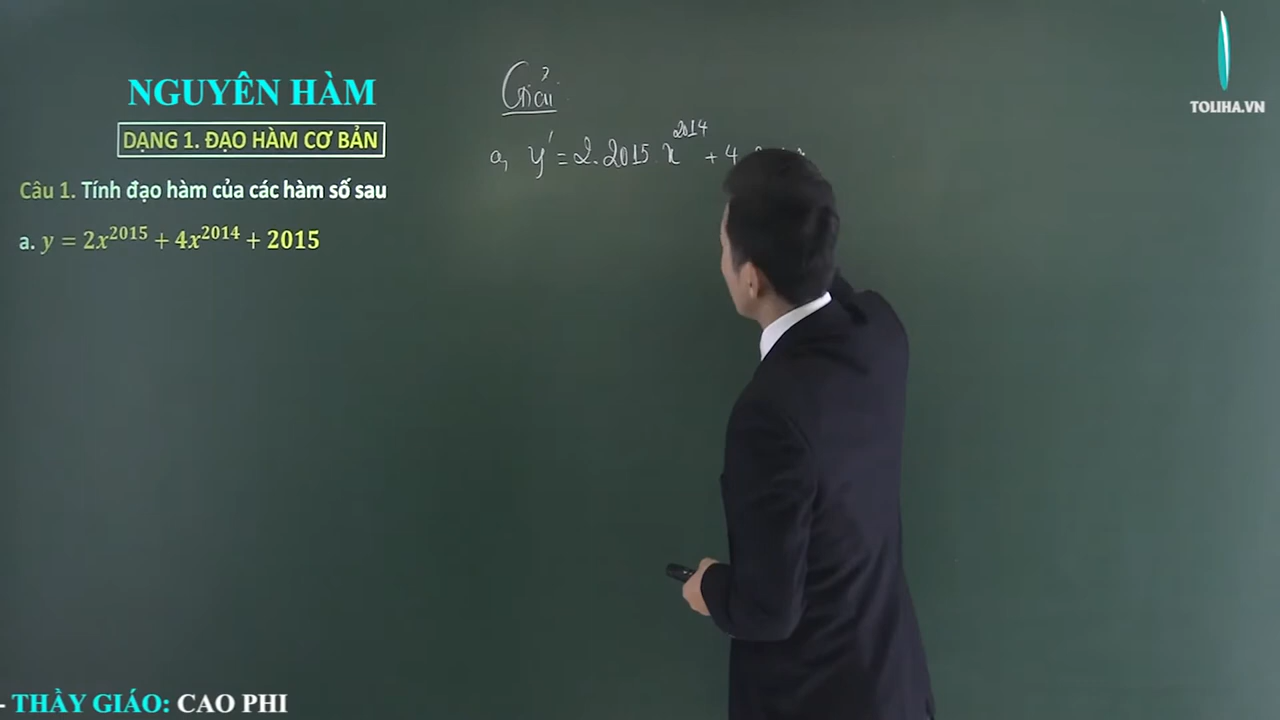 NGUYÊN HÀM
DẠNG 1. ĐẠO HÀM CƠ BẢN
Câu 1. Tính đạo hàm của các hàm số sau
a. y = 2x^2015 + 4x^2014 + 2015
Giải
a, y' = 2.2015 x^2014 + 4
TOLIHA.VN
- THẦY GIÁO: CAO PHI